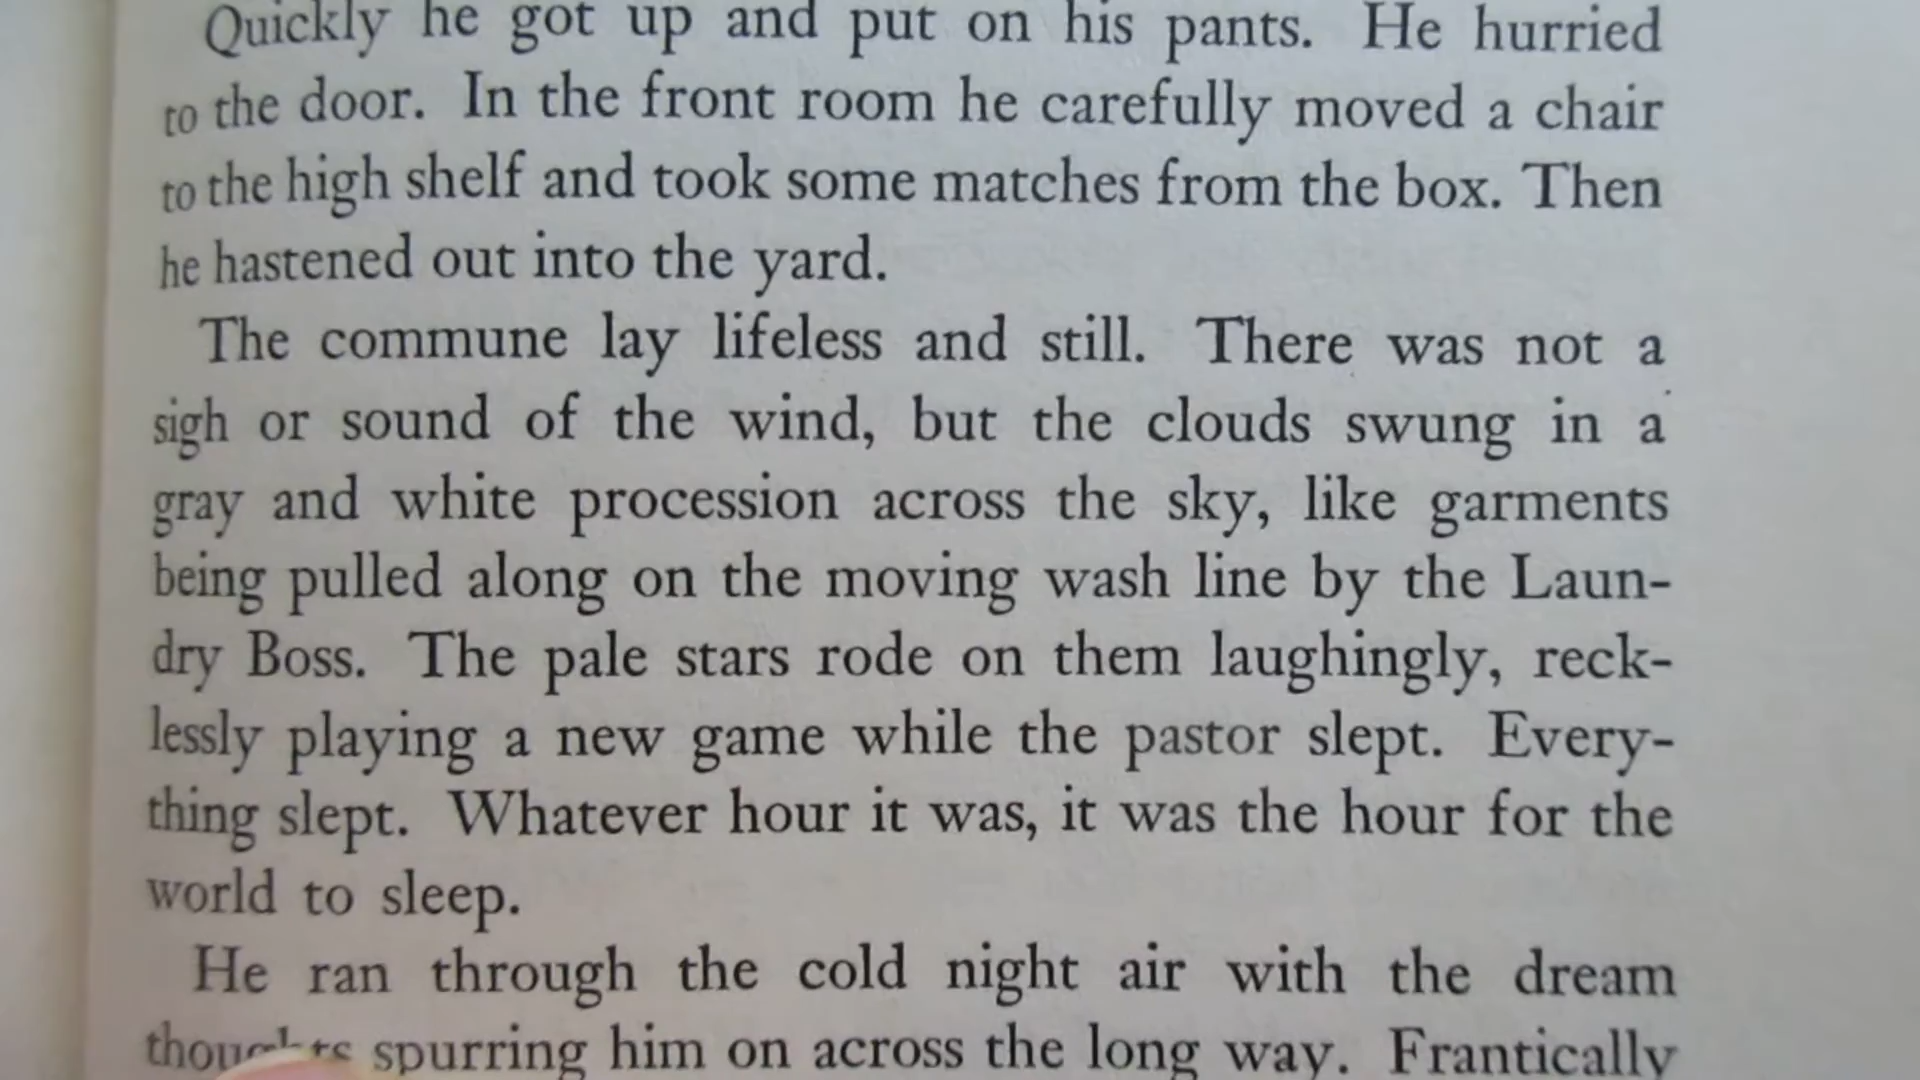 Quickly he got up and put on his pants. He hurried
to the door. In the front room he carefully moved a chair
to the high shelf and took some matches from the box. Then
he hastened out into the yard.
The commune lay lifeless and still. There was not a
sigh or sound of the wind, but the clouds swung in a
gray and white procession across the sky, like garments
being pulled along on the moving wash line by the Laun-
dry Boss. The pale stars rode on them laughingly, reck-
lessly playing a new game while the pastor slept. Every-
thing slept. Whatever hour it was, it was the hour for the
world to sleep.
He ran through the cold night air with the dream
thoughts spurring him on across the long way. Frantically